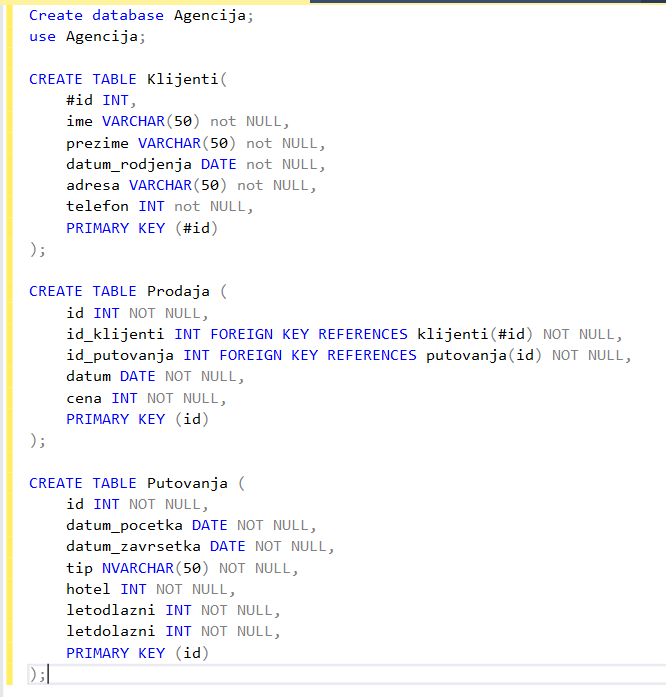 Create database Agencija;
use Agencija;
CREATE TABLE Klijenti(
#id INT,
ime VARCHAR(50) not NULL,
prezime VARCHAR(50) not NULL,
datum_rodjenja DATE not NULL,
adresa VARCHAR(50) not NULL,
telefon INT not NULL,
PRIMARY KEY (#id)
);
CREATE TABLE Prodaja (
id INT NOT NULL,
id_klijenti INT FOREIGN KEY REFERENCES klijenti(#id) NOT NULL,
id_putovanja INT FOREIGN KEY REFERENCES putovanja(id) NOT NULL,
datum DATE NOT NULL,
cena INT NOT NULL,
PRIMARY KEY (id)
);
CREATE TABLE Putovanja (
id INT NOT NULL,
datum_pocetka DATE NOT NULL,
datum_zavrsetka DATE NOT NULL,
tip NVARCHAR(50) NOT NULL,
hotel INT NOT NULL,
letodlazni INT NOT NULL,
letdolazni INT NOT NULL,
PRIMARY KEY (id)
);